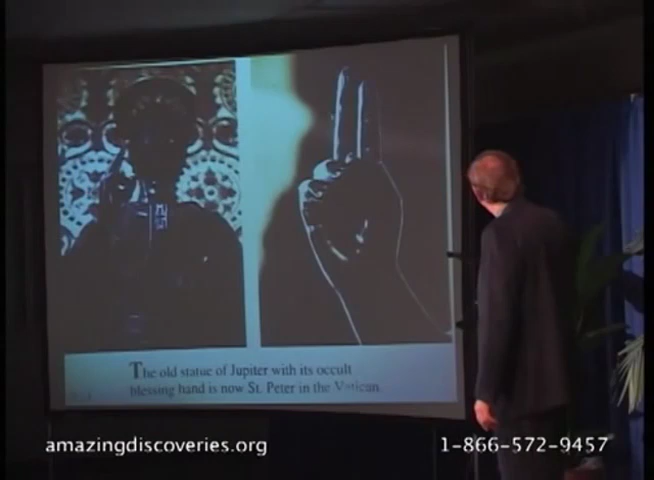 The old statue of Jupiter with its occult
blessing hand is now St. Peter in the Vatican
amazingdiscoveries.org
1-866-572-9457